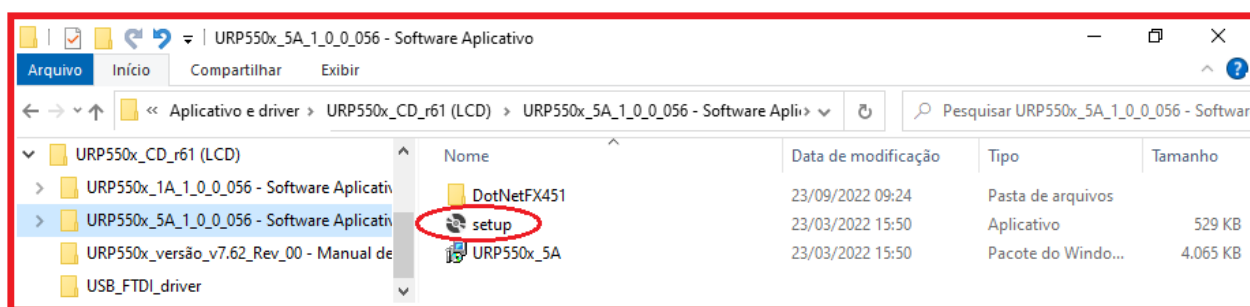 URP550x_5A_1_0_0_056 - Software Aplicativo
Arquivo Início Compartilhar Exibir
« Aplicativo e driver › URP550x_CD_r61 (LCD) › URP550x_5A_1_0_0_056 - Software Aplic› Pesquisar URP550x_5A_1_0_0_056 - Softwar
URP550x_CD_r61 (LCD) Nome Data de modificação Tipo Tamanho
URP550x_1A_1_0_0_056 - Software Aplicativ DotNetFX451 23/09/2022 09:24 Pasta de arquivos
URP550x_5A_1_0_0_056 - Software Aplicativ setup 23/03/2022 15:50 Aplicativo 529 KB
URP550x_versão_v7.62_Rev_00 - Manual de URP550x_5A 23/03/2022 15:50 Pacote do Windo... 4.065 KB
USB_FTDI_driver